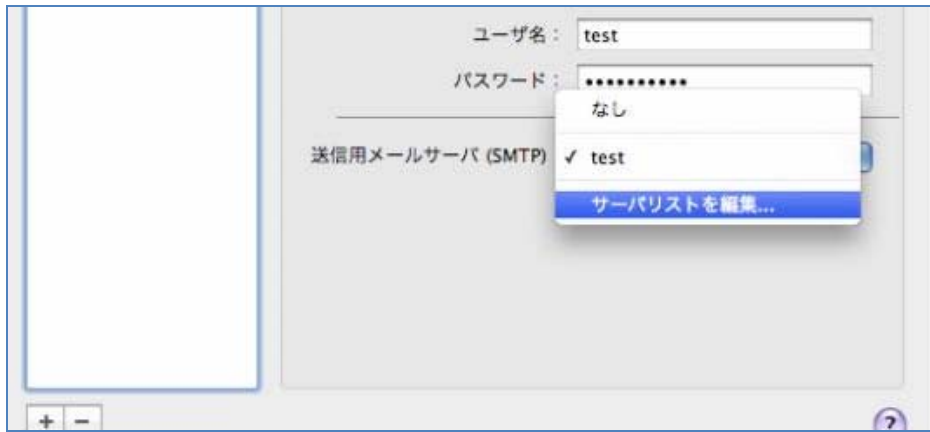 ユーザ名： test
パスワード： ••••••••••
なし
送信用メールサーバ (SMTP) ✓ test
サーバリストを編集...
+ −
?